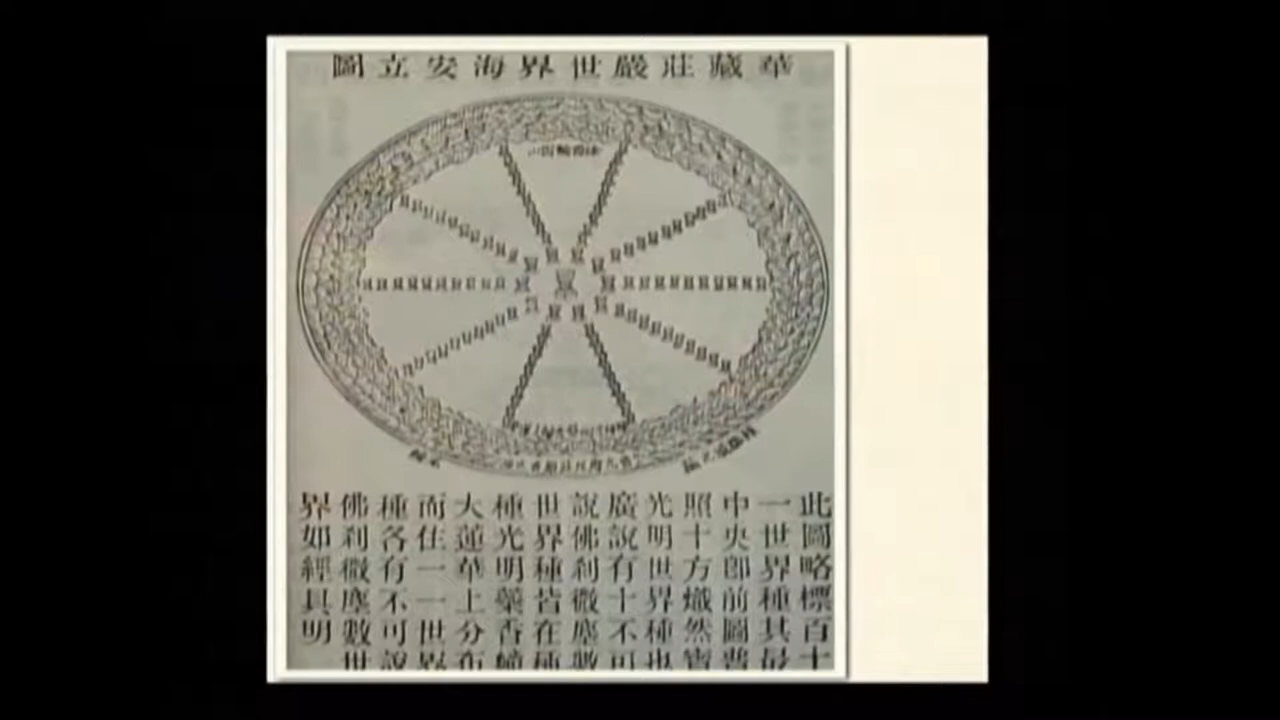 華藏莊嚴世界海安立圖
此圖略標百十
一世界種其最
中央卽前圖普
照十方熾然寶
光明世界種也
廣說有十不可
說佛刹微塵數
世界種皆在種
種光明蘂香幢
大蓮華上分布
而住一一世界
種各有不可說
佛刹微塵數世
界如經具明